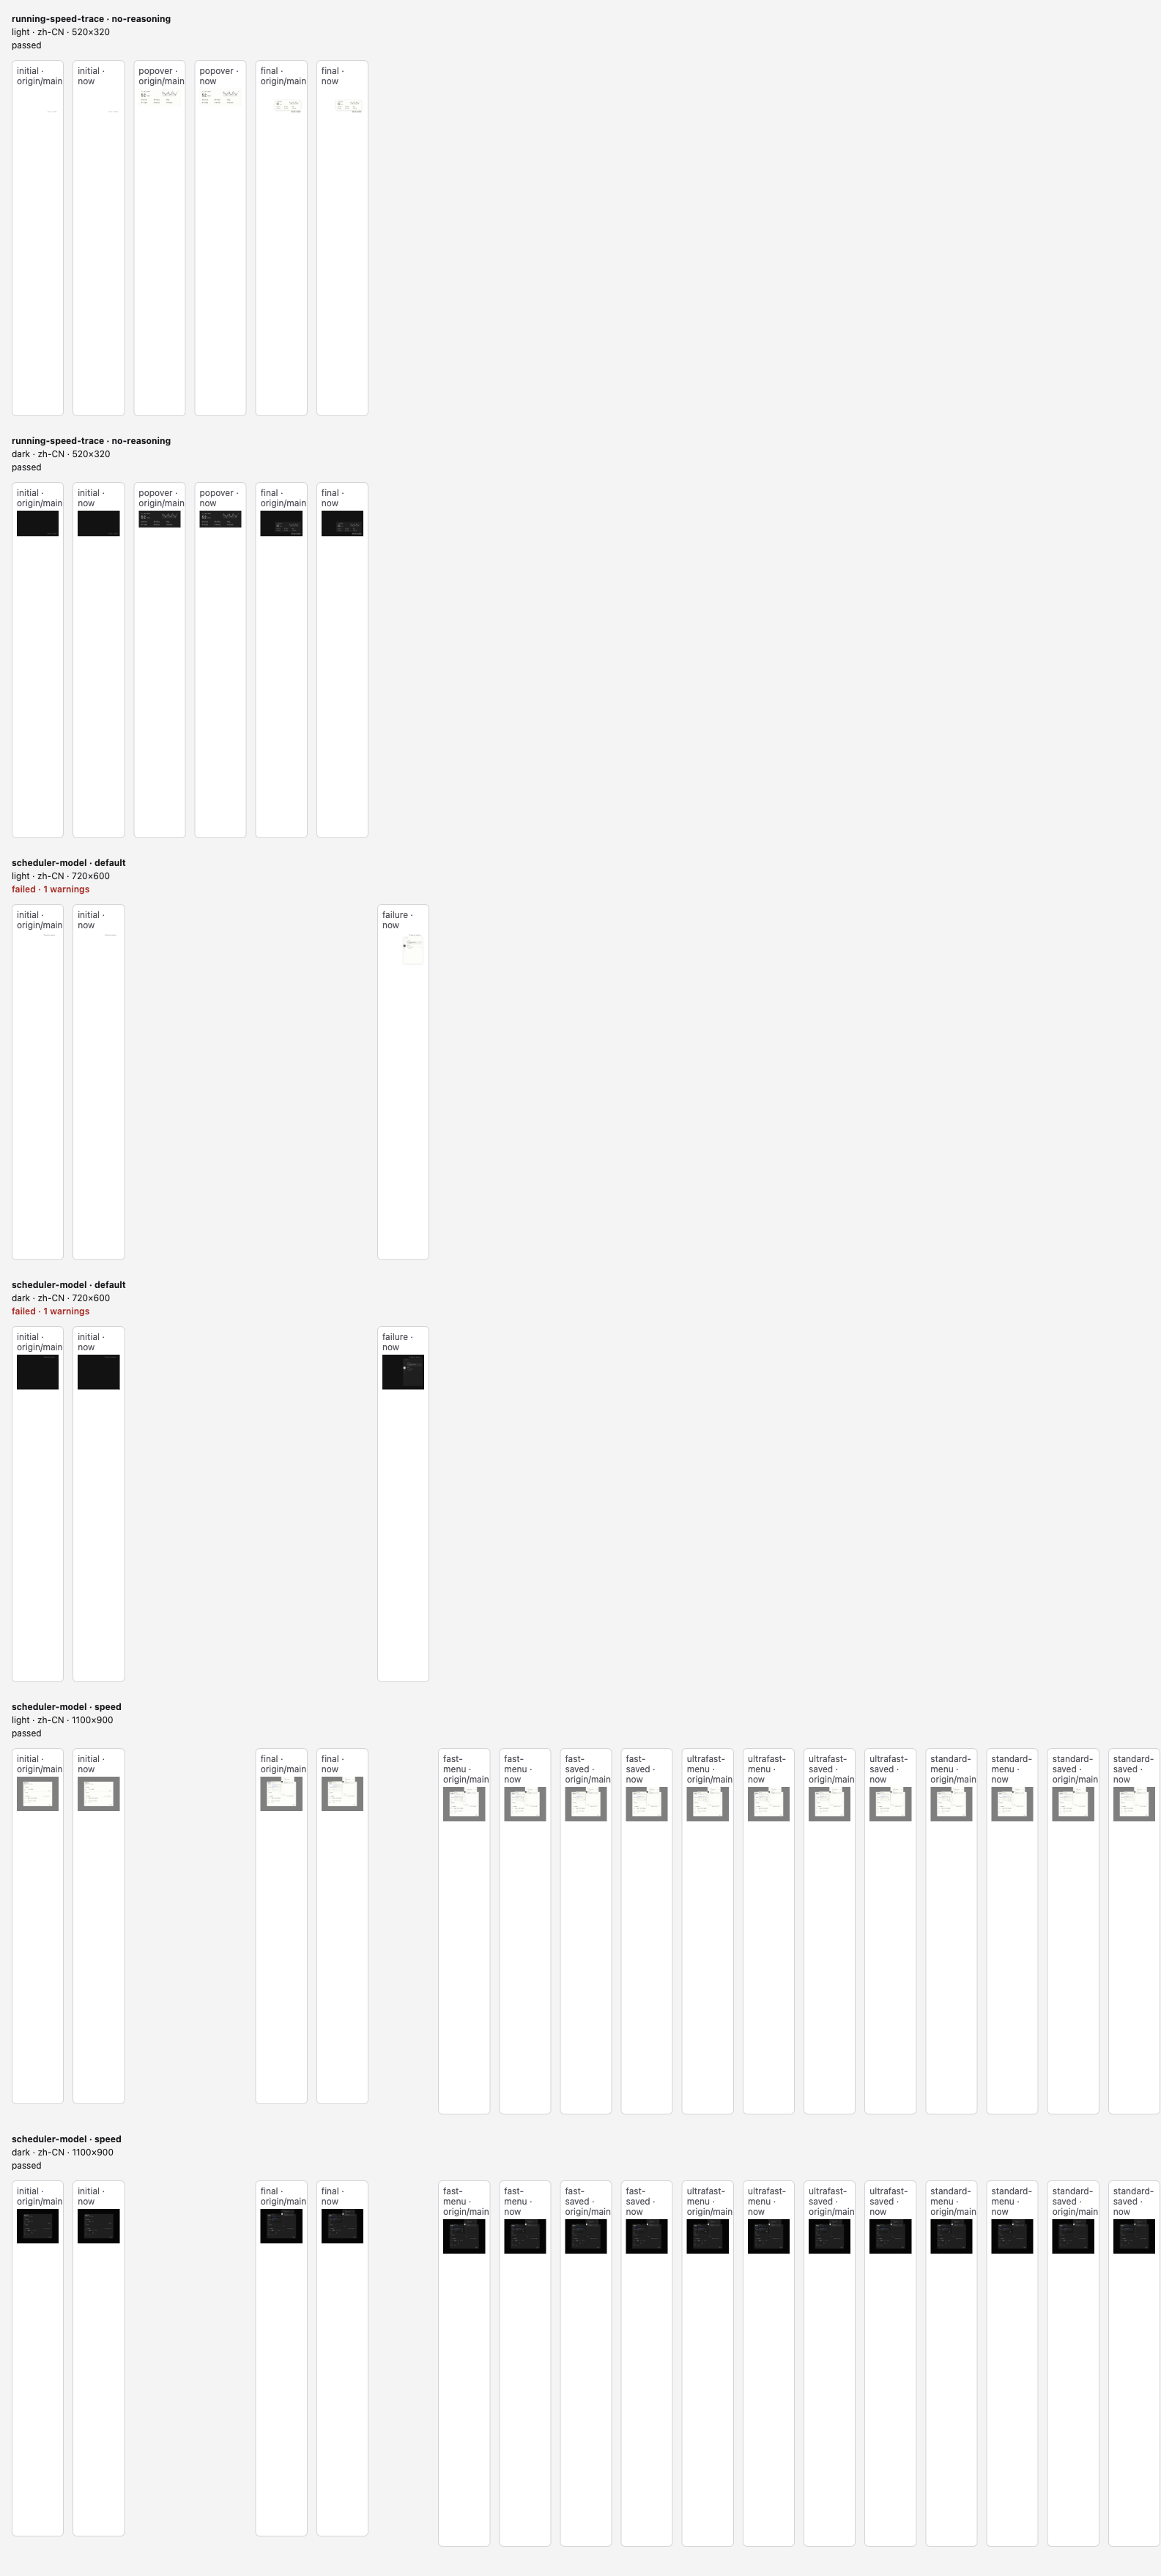 running-speed-trace · no-reasoning
light · zh-CN · 520×320
passed
initial ·
origin/main
initial ·
now
popover ·
origin/main
popover ·
now
final ·
origin/main
final ·
now
running-speed-trace · no-reasoning
dark · zh-CN · 520×320
passed
initial ·
origin/main
initial ·
now
popover ·
origin/main
popover ·
now
final ·
origin/main
final ·
now
scheduler-model · default
light · zh-CN · 720×600
failed · 1 warnings
initial ·
origin/main
initial ·
now
failure ·
now
scheduler-model · default
dark · zh-CN · 720×600
failed · 1 warnings
initial ·
origin/main
initial ·
now
failure ·
now
scheduler-model · speed
light · zh-CN · 1100×900
passed
initial ·
origin/main
initial ·
now
final ·
origin/main
final ·
now
fast-
menu ·
origin/main
fast-
menu ·
now
fast-
saved ·
origin/main
fast-
saved ·
now
ultrafast-
menu ·
origin/main
ultrafast-
menu ·
now
ultrafast-
saved ·
origin/main
ultrafast-
saved ·
now
standard-
menu ·
origin/main
standard-
menu ·
now
standard-
saved ·
origin/main
standard-
saved ·
now
scheduler-model · speed
dark · zh-CN · 1100×900
passed
initial ·
origin/main
initial ·
now
final ·
origin/main
final ·
now
fast-
menu ·
origin/main
fast-
menu ·
now
fast-
saved ·
origin/main
fast-
saved ·
now
ultrafast-
menu ·
origin/main
ultrafast-
menu ·
now
ultrafast-
saved ·
origin/main
ultrafast-
saved ·
now
standard-
menu ·
origin/main
standard-
menu ·
now
standard-
saved ·
origin/main
standard-
saved ·
now